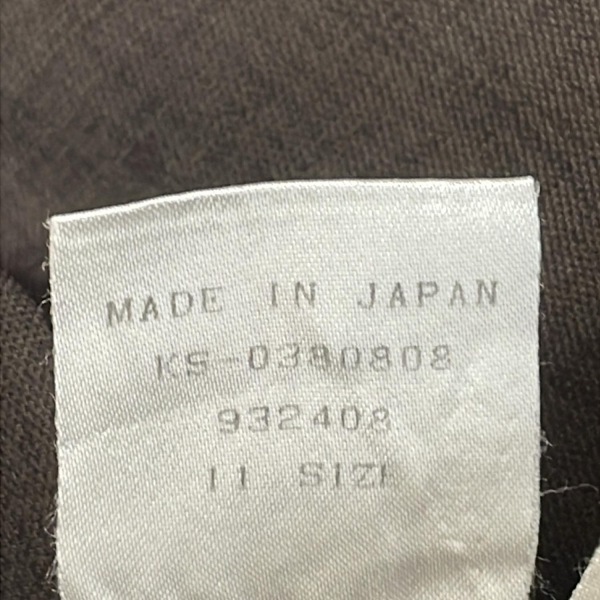 MADE IN JAPAN
KS-0380808
932408
11 SIZE